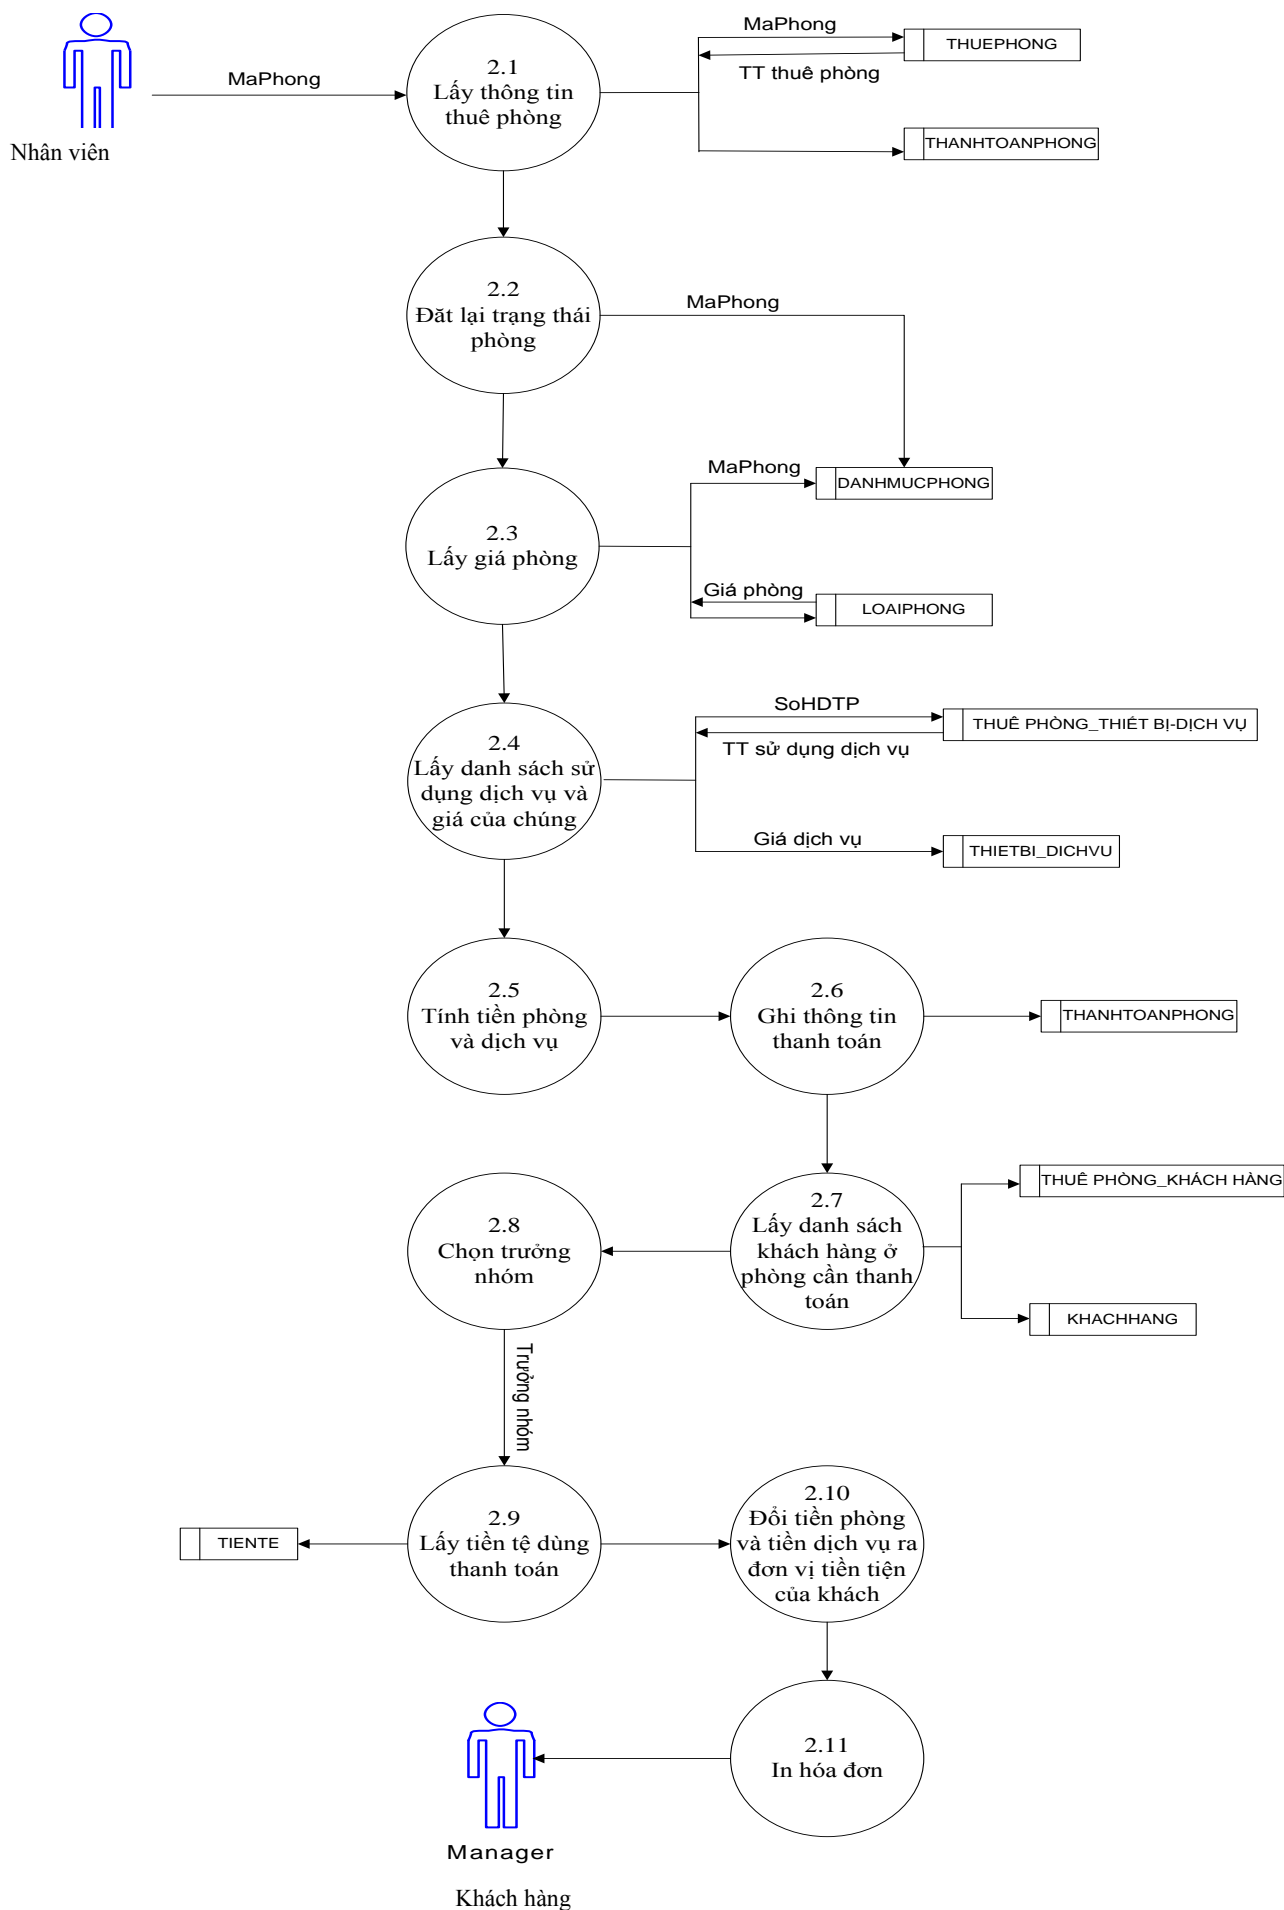 MaPhong
Nhân viên
2.1
Lấy thông tin
thuê phòng
MaPhong
THUEPHONG
TT thuê phòng
THANHTOANPHONG
2.2
Đăt lại trạng thái
phòng
MaPhong
2.3
Lấy giá phòng
MaPhong
DANHMUCPHONG
Giá phòng
LOAIPHONG
2.4
Lấy danh sách sử
dụng dịch vụ và
giá của chúng
SoHDTP
THUÊ PHÒNG_THIẾT BỊ-DỊCH VỤ
TT sử dụng dịch vụ
Giá dịch vụ
THIETBI_DICHVU
2.5
Tính tiền phòng
và dịch vụ
2.6
Ghi thông tin
thanh toán
THANHTOANPHONG
2.7
Lấy danh sách
khách hàng ở
phòng cần thanh
toán
THUÊ PHÒNG_KHÁCH HÀNG
KHACHHANG
2.8
Chọn trưởng
nhóm
Trưởng nhóm
2.9
Lấy tiền tệ dùng
thanh toán
TIENTE
2.10
Đổi tiền phòng
và tiền dịch vụ ra
đơn vị tiền tiện
của khách
2.11
In hóa đơn
Manager
Khách hàng